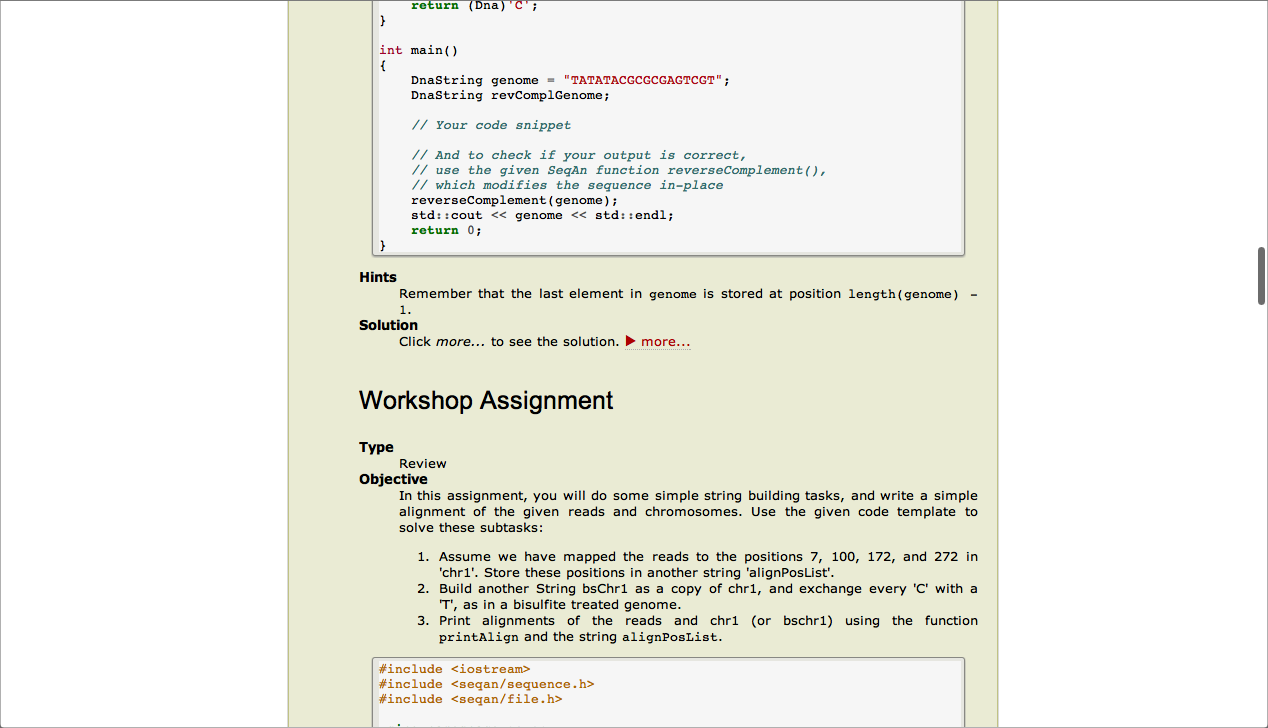 return (Dna)'C';
}
int main()
{
DnaString genome = "TATATACGCGCGAGTCGT";
DnaString revComplGenome;
// Your code snippet
// And to check if your output is correct,
// use the given SeqAn function reverseComplement(),
// which modifies the sequence in-place
reverseComplement(genome);
std::cout << genome << std::endl;
return 0;
}
Hints
Remember that the last element in genome is stored at position length(genome) -
1.
Solution
Click more... to see the solution. ▶ more...
Workshop Assignment
Type
Review
Objective
In this assignment, you will do some simple string building tasks, and write a simple
alignment of the given reads and chromosomes. Use the given code template to
solve these subtasks:
1. Assume we have mapped the reads to the positions 7, 100, 172, and 272 in
'chr1'. Store these positions in another string 'alignPosList'.
2. Build another String bsChr1 as a copy of chr1, and exchange every 'C' with a
'T', as in a bisulfite treated genome.
3. Print alignments of the reads and chr1 (or bschr1) using the function
printAlign and the string alignPosList.
#include <iostream>
#include <seqan/sequence.h>
#include <seqan/file.h>